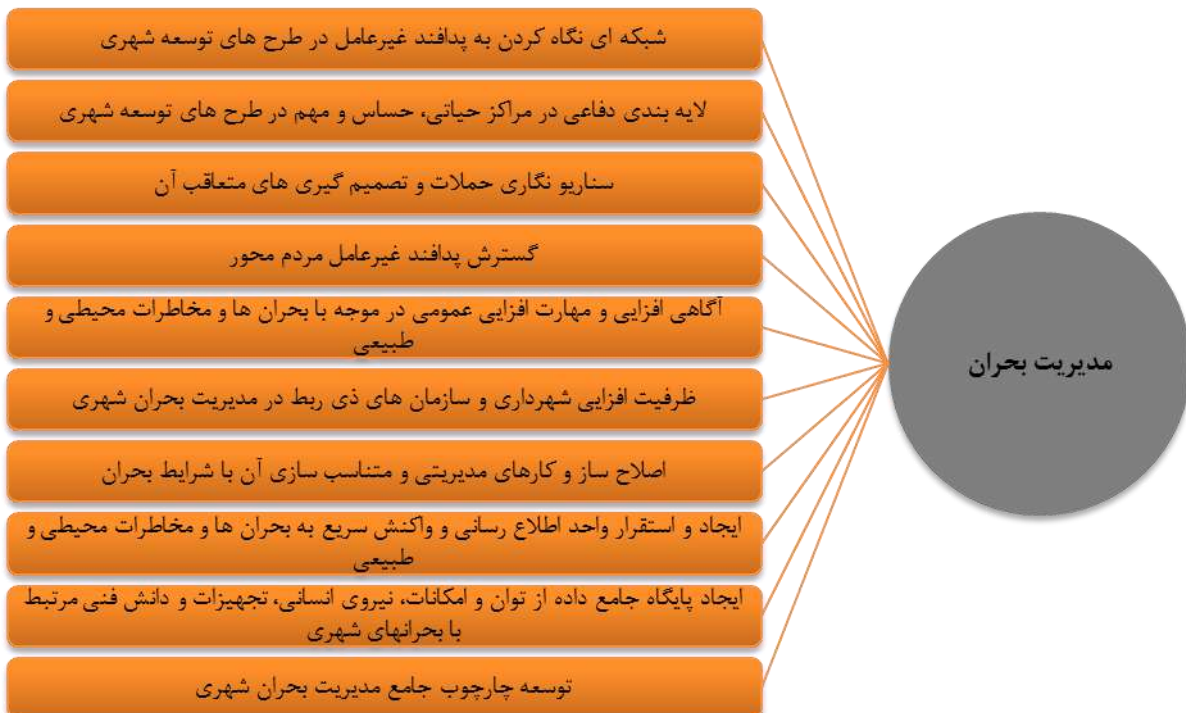 مدیریت بحران
شبکه ای نگاه کردن به پدافند غیرعامل در طرح های توسعه شهری
لایه بندی دفاعی در مراکز حیاتی، حساس و مهم در طرح های توسعه شهری
سناریو نگاری حملات و تصمیم گیری های متعاقب آن
گسترش پدافند غیرعامل مردم محور
آگاهی افزایی و مهارت افزایی عمومی در موجه با بحران ها و مخاطرات محیطی و
طبیعی
ظرفیت افزایی شهرداری و سازمان های ذی ربط در مدیریت بحران شهری
اصلاح ساز و کارهای مدیریتی و متناسب سازی آن با شرایط بحران
ایجاد و استقرار واحد اطلاع رسانی و واکنش سریع به بحران ها و مخاطرات محیطی و
طبیعی
ایجاد پایگاه جامع داده از توان و امکانات، نیروی انسانی، تجهیزات و دانش فنی مرتبط
با بحرانهای شهری
توسعه چارچوب جامع مدیریت بحران شهری